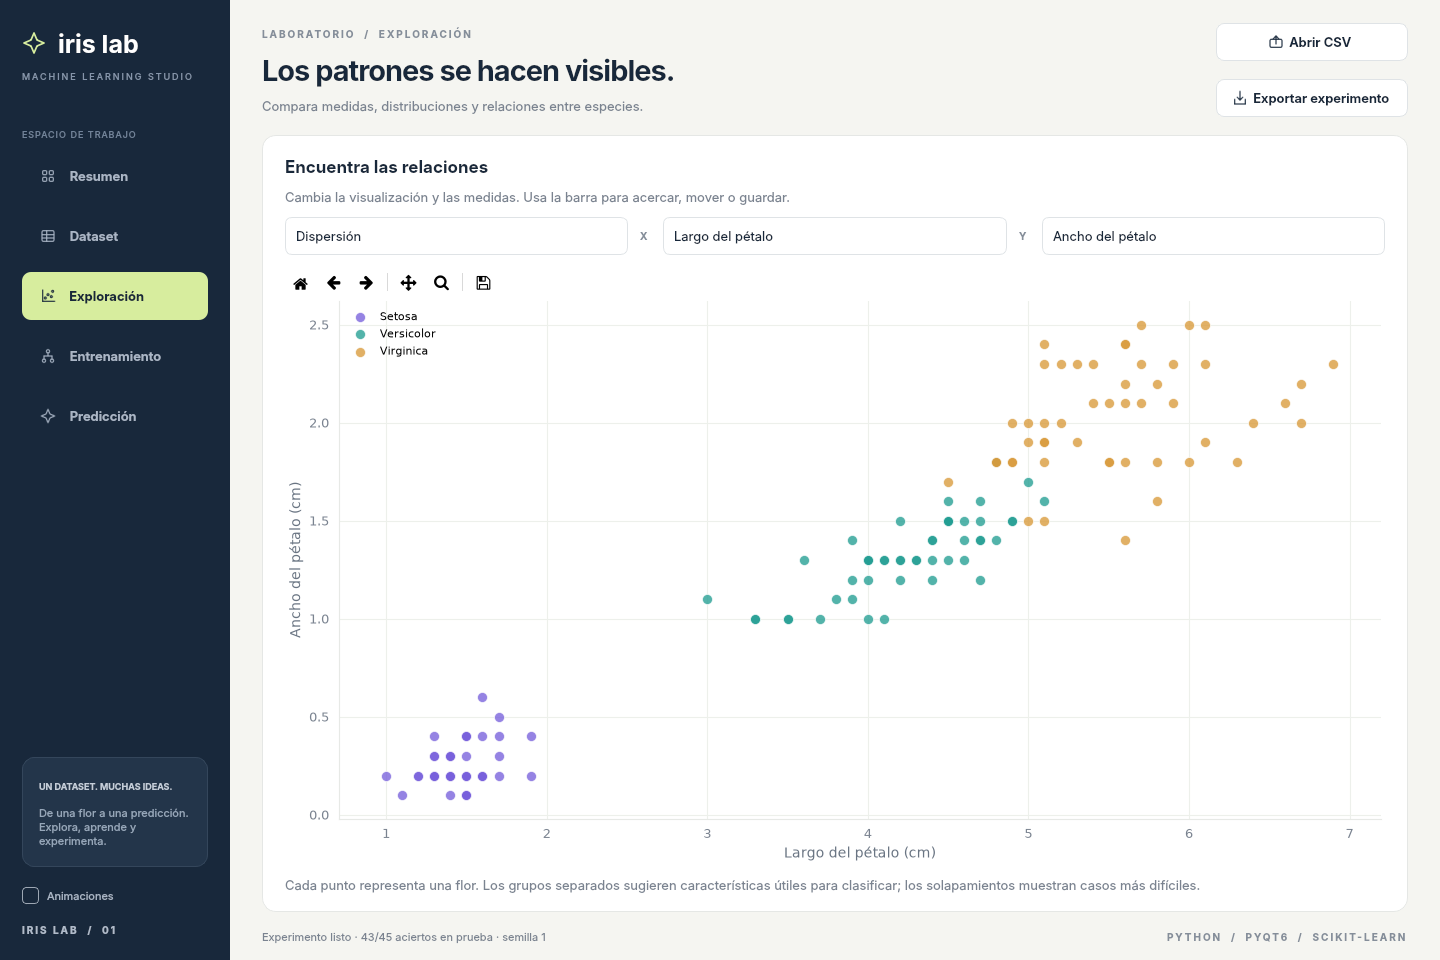 iris lab
MACHINE LEARNING STUDIO
ESPACIO DE TRABAJO
Resumen
Dataset
Exploración
Entrenamiento
Predicción
UN DATASET. MUCHAS IDEAS.
De una flor a una predicción.
Explora, aprende y
experimenta.
Animaciones
IRIS LAB / 01
LABORATORIO / EXPLORACIÓN
Los patrones se hacen visibles.
Compara medidas, distribuciones y relaciones entre especies.
Abrir CSV
Exportar experimento
Encuentra las relaciones
Cambia la visualización y las medidas. Usa la barra para acercar, mover o guardar.
Dispersión
X
Largo del pétalo
Y
Ancho del pétalo
Setosa
Versicolor
Virginica
Ancho del pétalo (cm)
2.5
2.0
1.5
1.0
0.5
0.0
1 2 3 4 5 6 7
Largo del pétalo (cm)
Cada punto representa una flor. Los grupos separados sugieren características útiles para clasificar; los solapamientos muestran casos más difíciles.
Experimento listo · 43/45 aciertos en prueba · semilla 1
PYTHON / PYQT6 / SCIKIT-LEARN